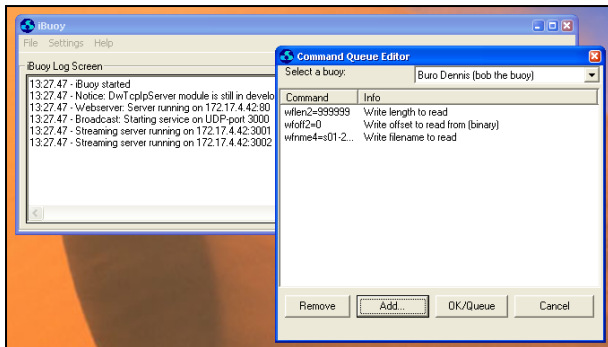 iBuoy
File Settings Help
iBuoy Log Screen
13:27.47 - iBuoy started
13:27.47 - Notice: DwTcpIpServer module is still in develo
13:27.47 - Webserver: Server running on 172.17.4.42:80
13:27.47 - Broadcast: Starting service on UDP-port 3000
13:27.47 - Streaming server running on 172.17.4.42:3001
13:27.47 - Streaming server running on 172.17.4.42:3002
Command Queue Editor
Select a buoy: Buro Dennis (bob the buoy)
Command Info
wflen2=999999 Write length to read
wfoff2=0 Write offset to read from (binary)
wfnme4=s01-2... Write filename to read
Remove Add... OK/Queue Cancel